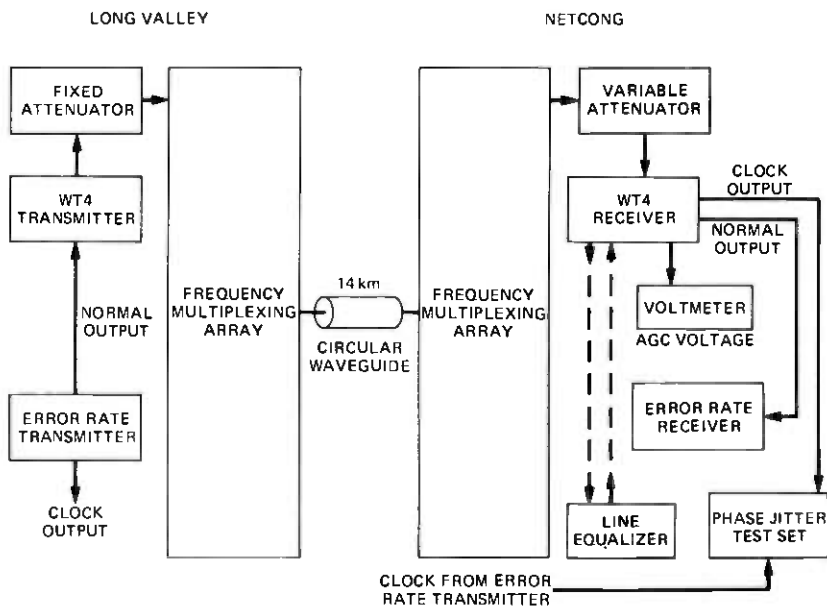 LONG VALLEY
NETCONG
FIXED
ATTENUATOR
WT4
TRANSMITTER
NORMAL
OUTPUT
ERROR RATE
TRANSMITTER
CLOCK
OUTPUT
FREQUENCY
MULTIPLEXING
ARRAY
14 km
CIRCULAR
WAVEGUIDE
FREQUENCY
MULTIPLEXING
ARRAY
VARIABLE
ATTENUATOR
WT4
RECEIVER
CLOCK
OUTPUT
NORMAL
OUTPUT
VOLTMETER
AGC VOLTAGE
ERROR RATE
RECEIVER
LINE
EQUALIZER
PHASE JITTER
TEST SET
CLOCK FROM ERROR
RATE TRANSMITTER